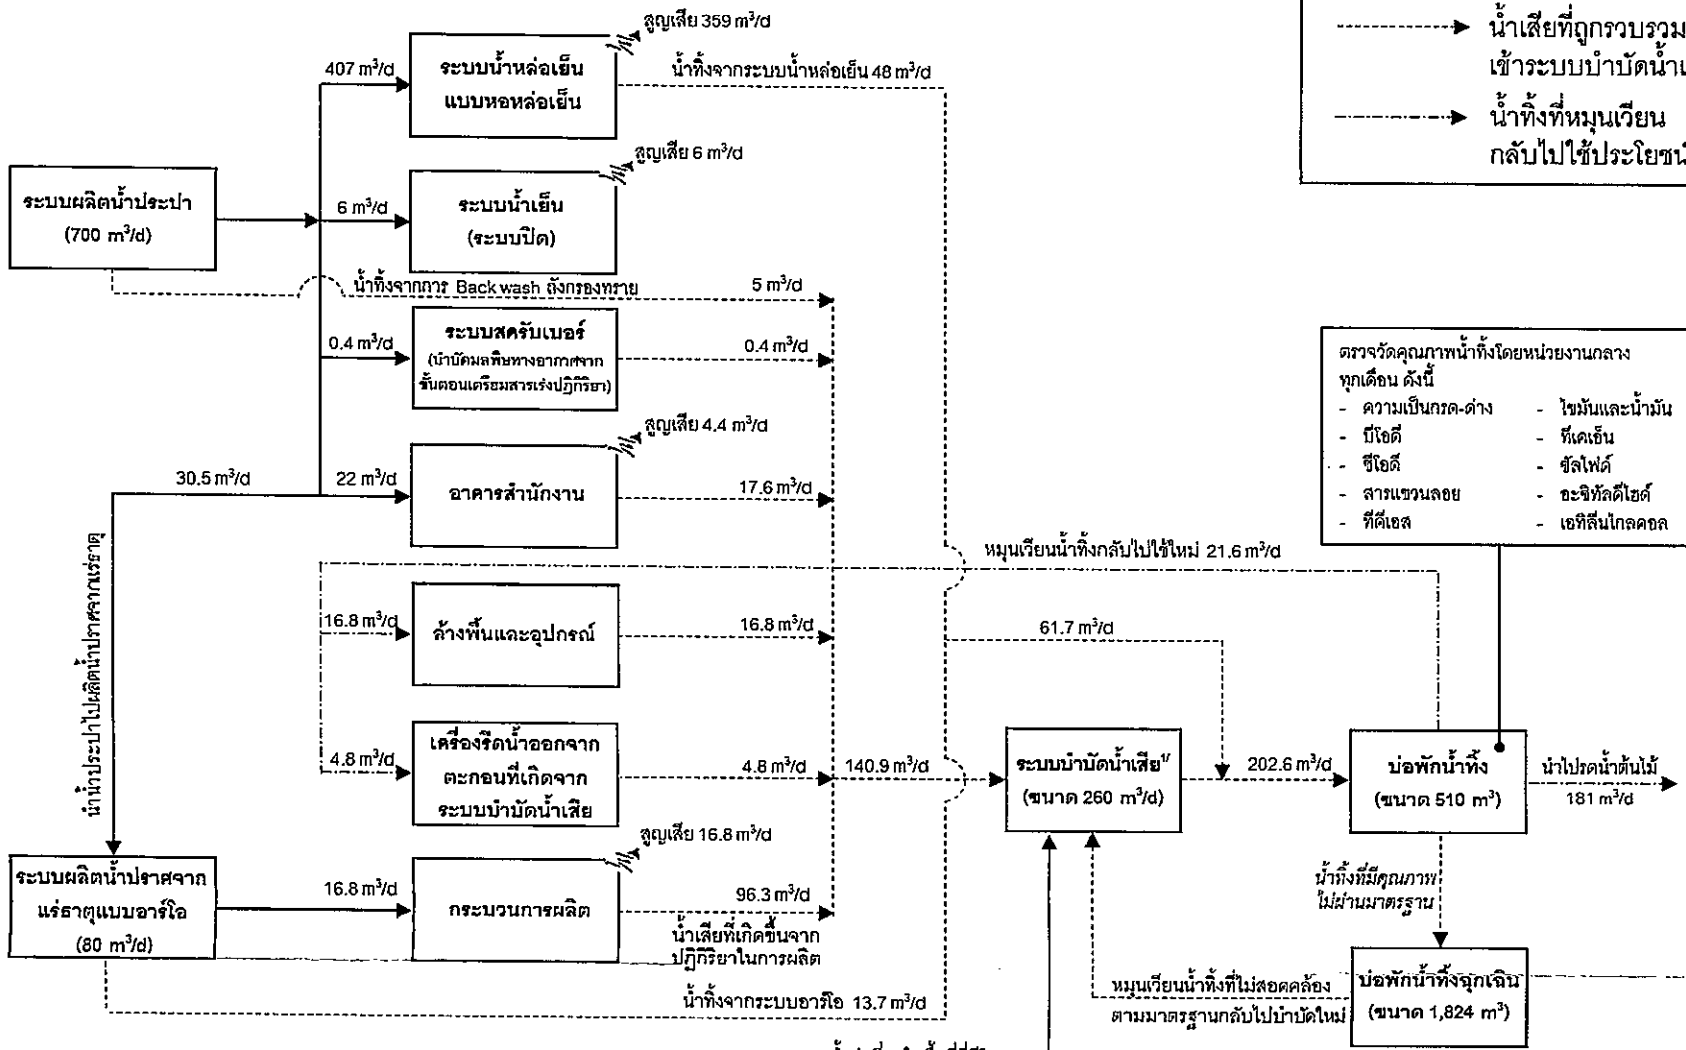 สูญเสีย 359 m³/d
407 m³/d
ระบบน้ำหล่อเย็น
แบบหอหล่อเย็น
น้ำทิ้งจากระบบน้ำหล่อเย็น 48 m³/d
น้ำเสียที่ถูกรวบรวม
เข้าระบบบำบัดน้ำเ
น้ำทิ้งที่หมุนเวียน
กลับไปใช้ประโยชน์
สูญเสีย 6 m³/d
ระบบผลิตน้ำประปา
(700 m³/d)
6 m³/d
ระบบน้ำเย็น
(ระบบปิด)
น้ำทิ้งจากการ Back wash ถังกรองทราย
5 m³/d
0.4 m³/d
ระบบสครับเบอร์
(บำบัดมลพิษทางอากาศจาก
ขั้นตอนเตรียมสารเร่งปฏิกิริยา)
0.4 m³/d
ตรวจวัดคุณภาพน้ำทิ้งโดยหน่วยงานกลาง
ทุกเดือน ดังนี้
- ความเป็นกรด-ด่าง - ไขมันและน้ำมัน
- บีโอดี - ทีเคเอ็น
- ซีโอดี - ซัลไฟด์
- สารแขวนลอย - อะซิทัลดีไฮด์
- ทีดีเอส - เอทิลีนไกลคอล
สูญเสีย 4.4 m³/d
30.5 m³/d
22 m³/d
อาคารสำนักงาน
17.6 m³/d
นำน้ำประปาไปผลิตน้ำปราศจากแร่ธาตุ
หมุนเวียนน้ำทิ้งกลับไปใช้ใหม่ 21.6 m³/d
16.8 m³/d
ล้างพื้นและอุปกรณ์
16.8 m³/d
61.7 m³/d
4.8 m³/d
เครื่องรีดน้ำออกจาก
ตะกอนที่เกิดจาก
ระบบบำบัดน้ำเสีย
4.8 m³/d
140.9 m³/d
ระบบบำบัดน้ำเสีย¹/
(ขนาด 260 m³/d)
202.6 m³/d
บ่อพักน้ำทิ้ง
(ขนาด 510 m³)
นำไปรดน้ำต้นไม้
181 m³/d
สูญเสีย 16.8 m³/d
ระบบผลิตน้ำปราศจาก
แร่ธาตุแบบอาร์โอ
(80 m³/d)
16.8 m³/d
กระบวนการผลิต
96.3 m³/d
น้ำเสียที่เกิดขึ้นจาก
ปฏิกิริยาในการผลิต
น้ำทิ้งที่มีคุณภาพ
ไม่ผ่านมาตรฐาน
น้ำทิ้งจากระบบอาร์โอ 13.7 m³/d
หมุนเวียนน้ำทิ้งที่ไม่สอดคล้อง
ตามมาตรฐานกลับไปบำบัดใหม่
บ่อพักน้ำทิ้งฉุกเฉิน
(ขนาด 1,824 m³)